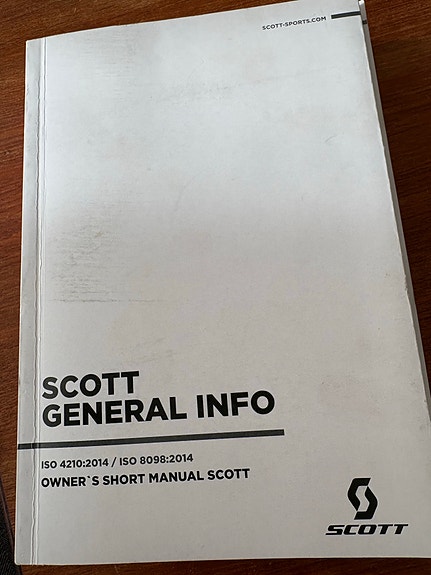 SCOTT-SPORTS.COM
SCOTT
GENERAL INFO
ISO 4210:2014 / ISO 8098:2014
OWNER`S SHORT MANUAL SCOTT
SCOTT